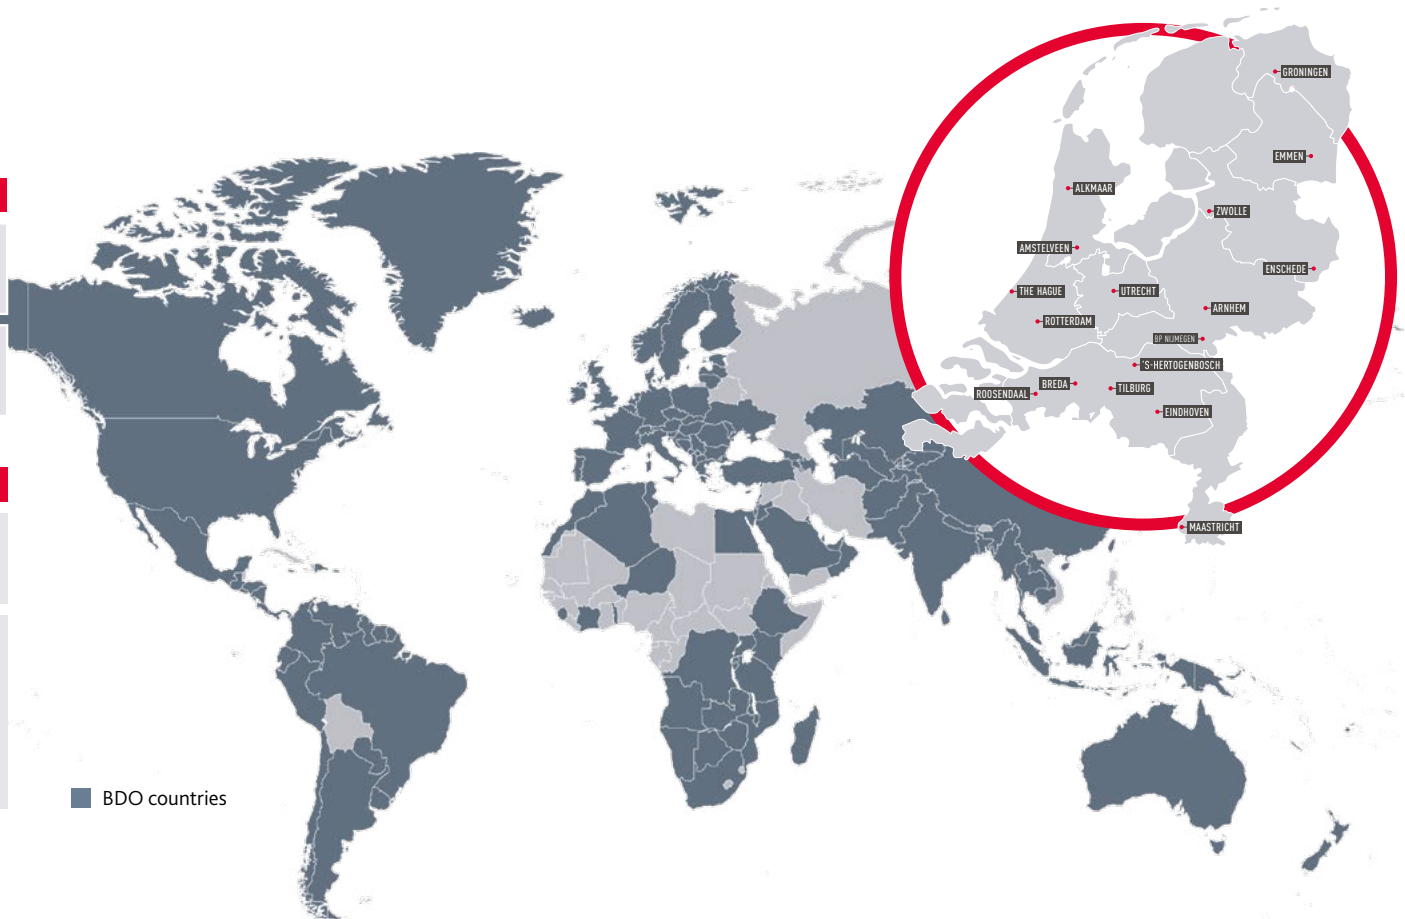 GRONINGEN
EMMEN
ALKMAAR
ZWOLLE
AMSTELVEEN
ENSCHEDE
THE HAGUE
UTRECHT
ARNHEM
ROTTERDAM
BP NIJMEGEN
'S-HERTOGENBOSCH
BREDA
TILBURG
ROOSENDAAL
EINDHOVEN
MAASTRICHT
BDO countries